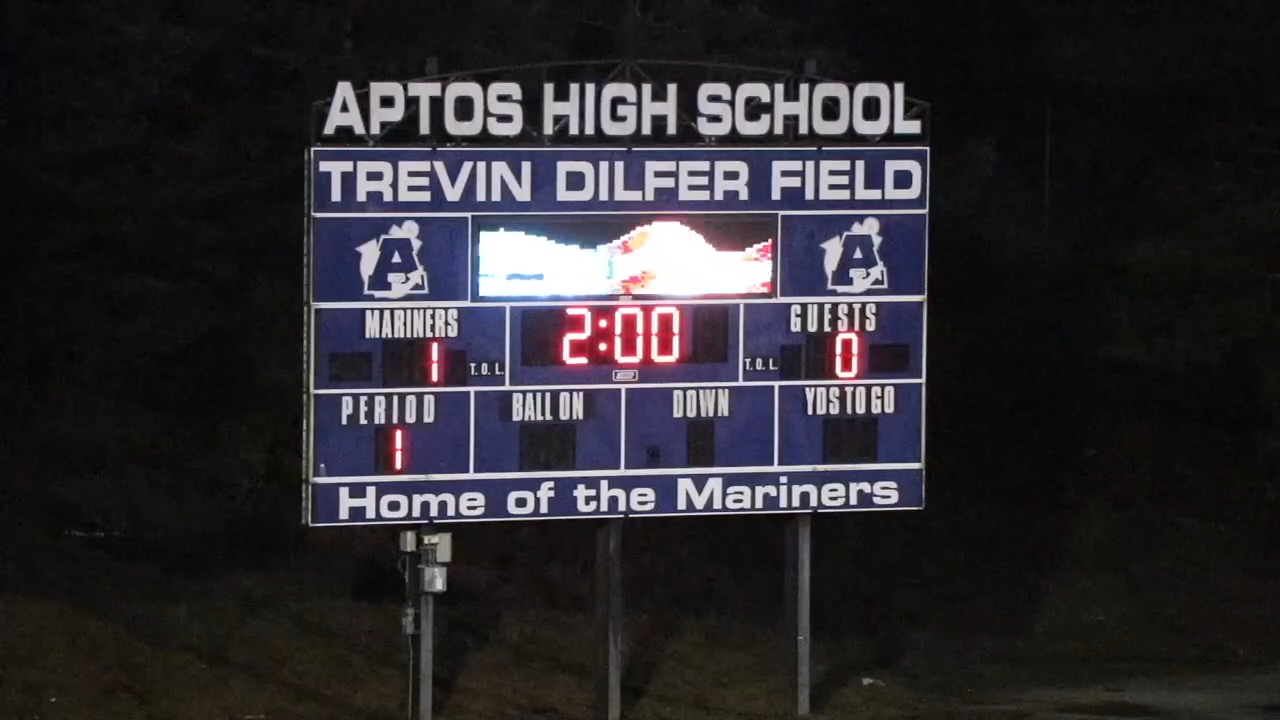 APTOS HIGH SCHOOL
TREVIN DILFER FIELD
A A
MARINERS 2:00 GUESTS
1 T.O.L. T.O.L. 0
PERIOD BALL ON DOWN YDS TO GO
1
Home of the Mariners